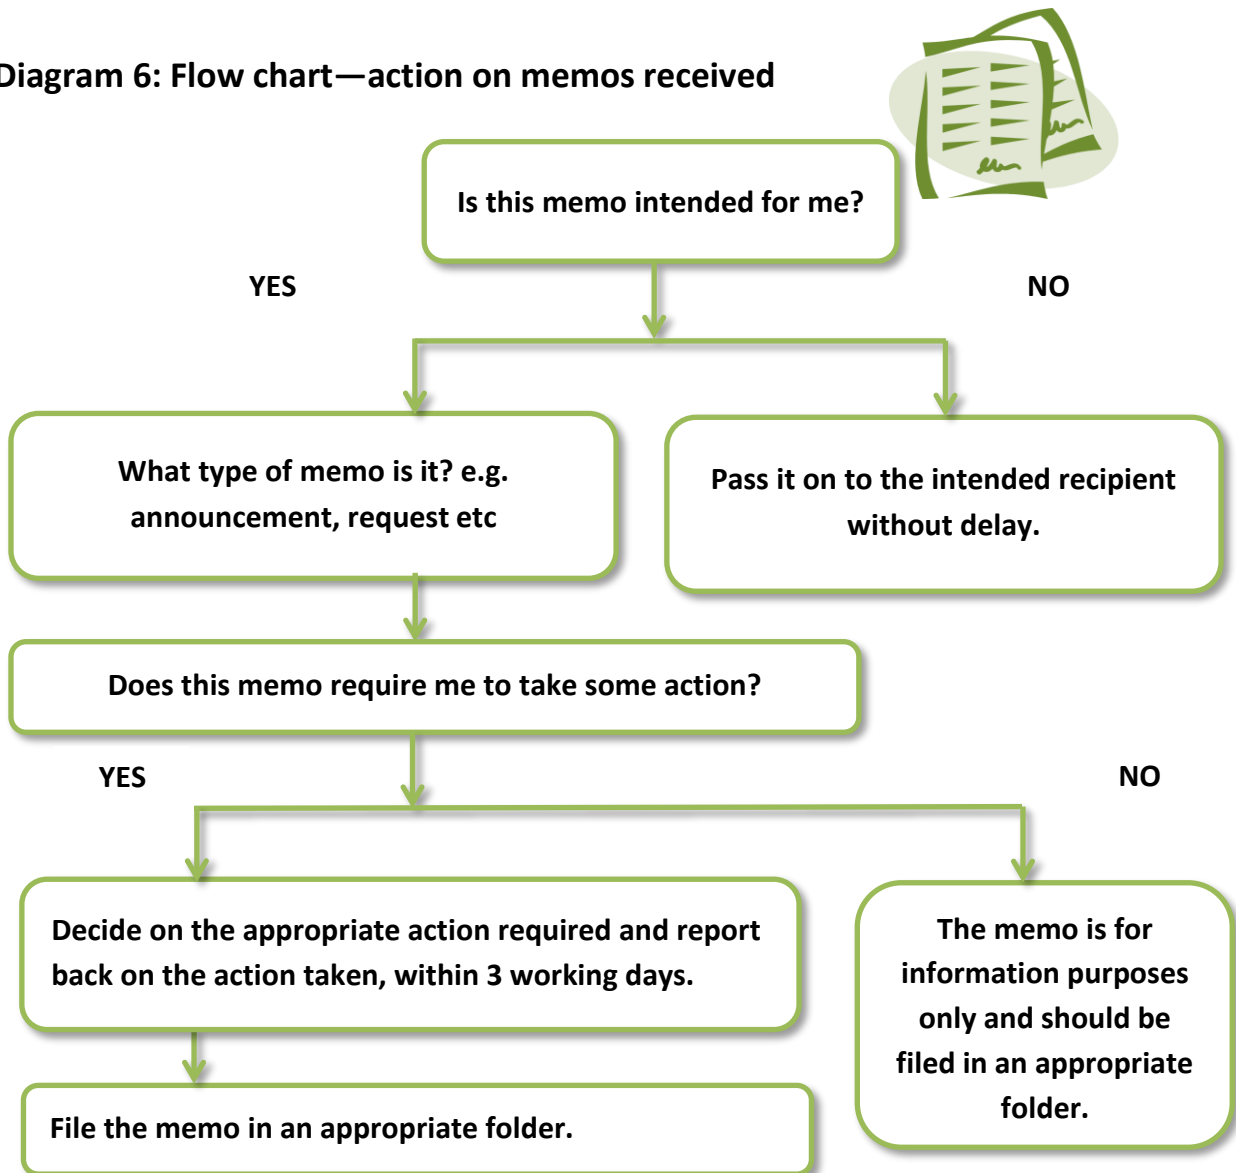 Diagram 6: Flow chart—action on memos received
Is this memo intended for me?
YES
NO
What type of memo is it? e.g.
announcement, request etc
Pass it on to the intended recipient
without delay.
Does this memo require me to take some action?
YES
NO
Decide on the appropriate action required and report
back on the action taken, within 3 working days.
The memo is for
information purposes
only and should be
filed in an appropriate
folder.
File the memo in an appropriate folder.